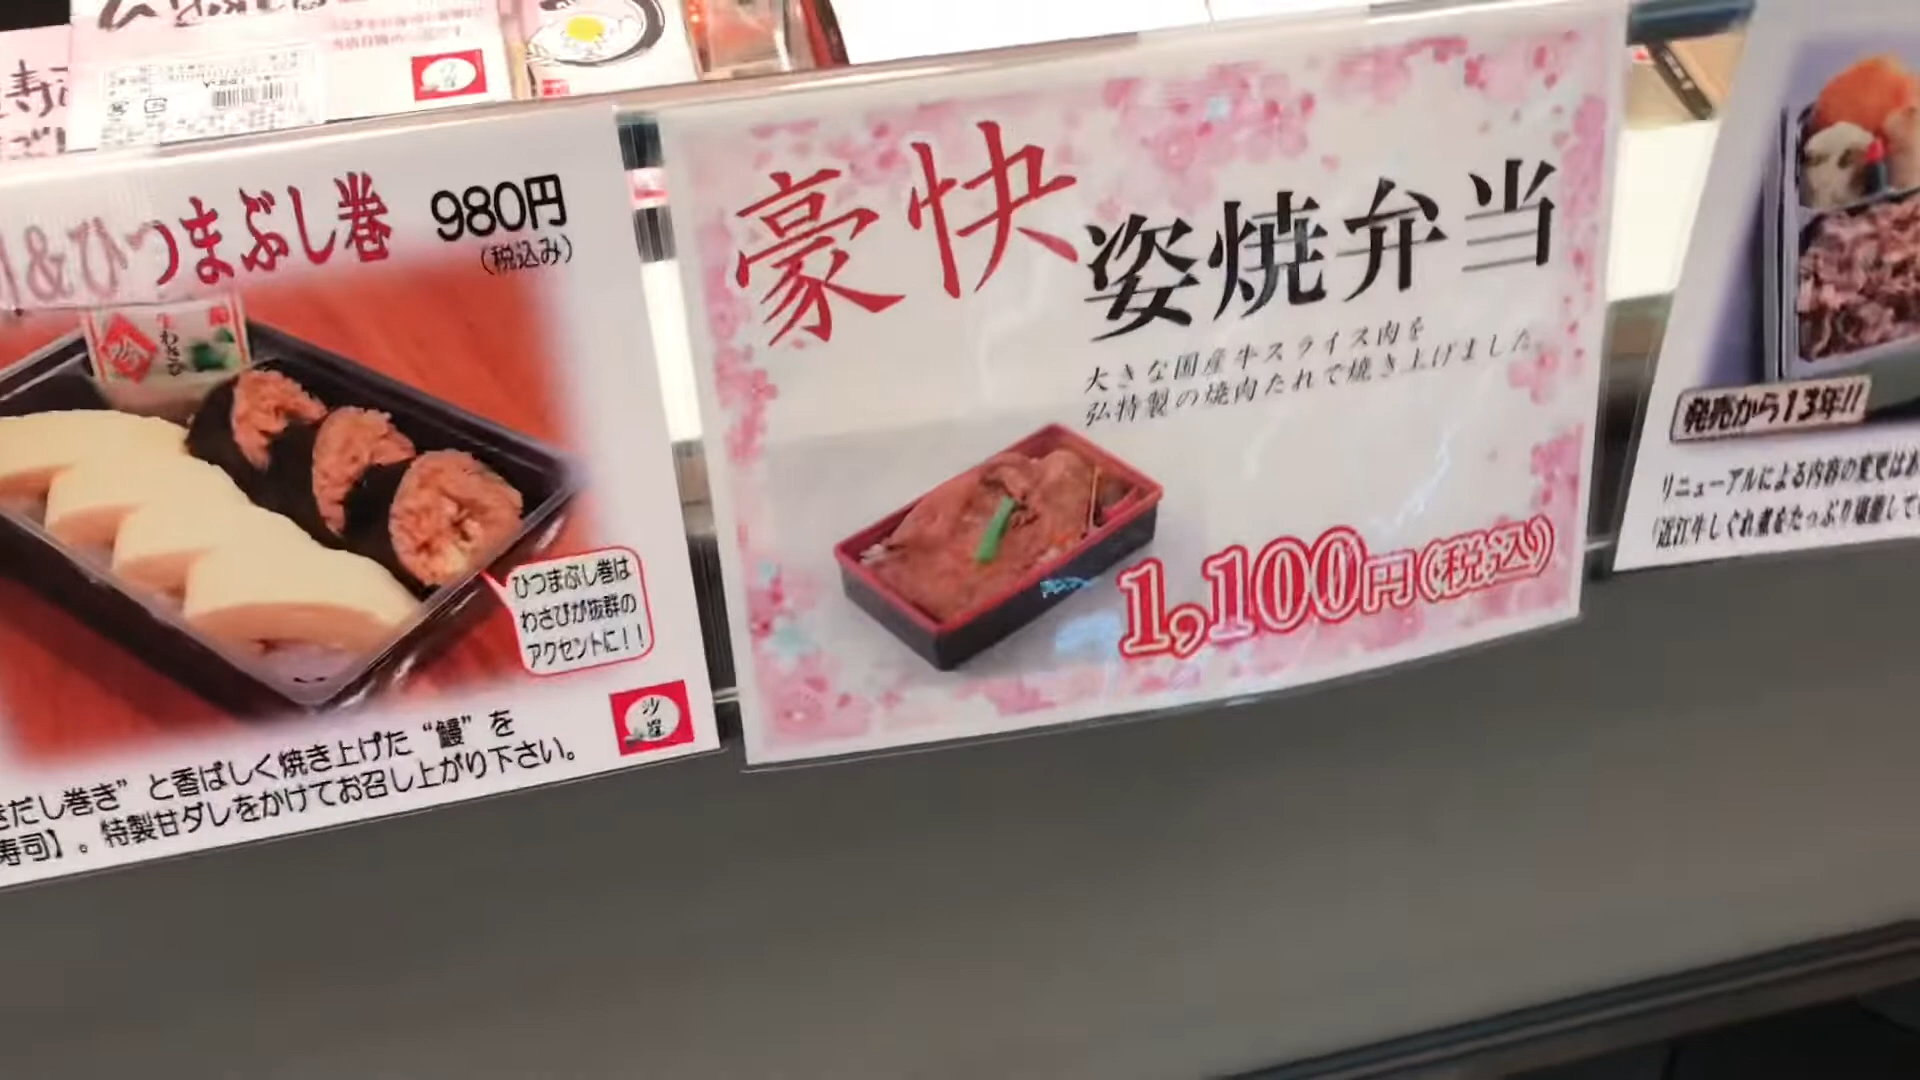 &ひつまぶし巻
980円
(税込み)
ひつまぶし巻は
わさびが抜群の
アクセントに!!
だし巻き”と香ばしく焼き上げた“鰻”を
寿司】。特製甘ダレをかけてお召し上がり下さい。
豪快
姿焼弁当
大きな国産牛スライス肉を
弘特製の焼肉たれで焼き上げました。
1,100円(税込)
発売から13年!!
リニューアルによる内容の変更は
近江牛しぐれ煮をたっぷり